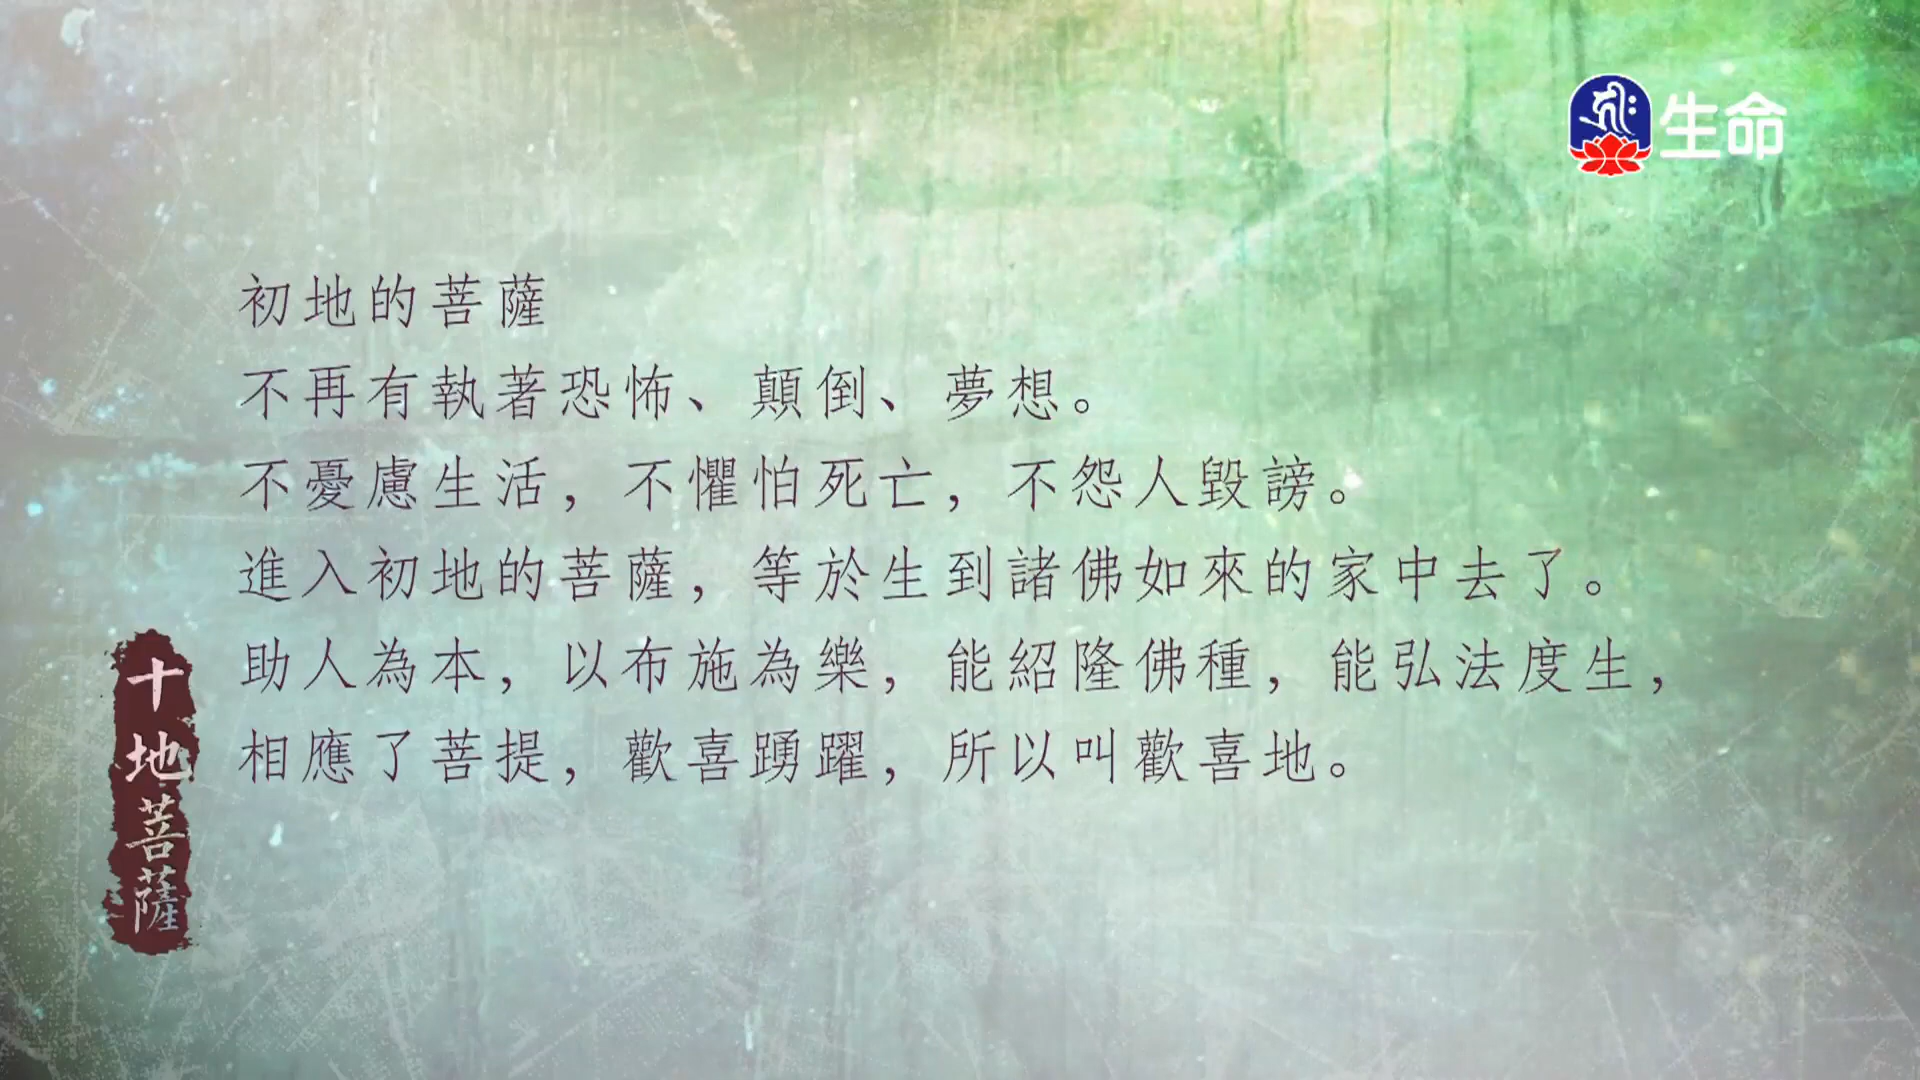 生命
初地的菩薩
不再有執著恐怖、顛倒、夢想。
不憂慮生活，不懼怕死亡，不怨人毀謗。
進入初地的菩薩，等於生到諸佛如來的家中去了。
助人為本，以布施為樂，能紹隆佛種，能弘法度生，
相應了菩提，歡喜踴躍，所以叫歡喜地。
十地菩薩